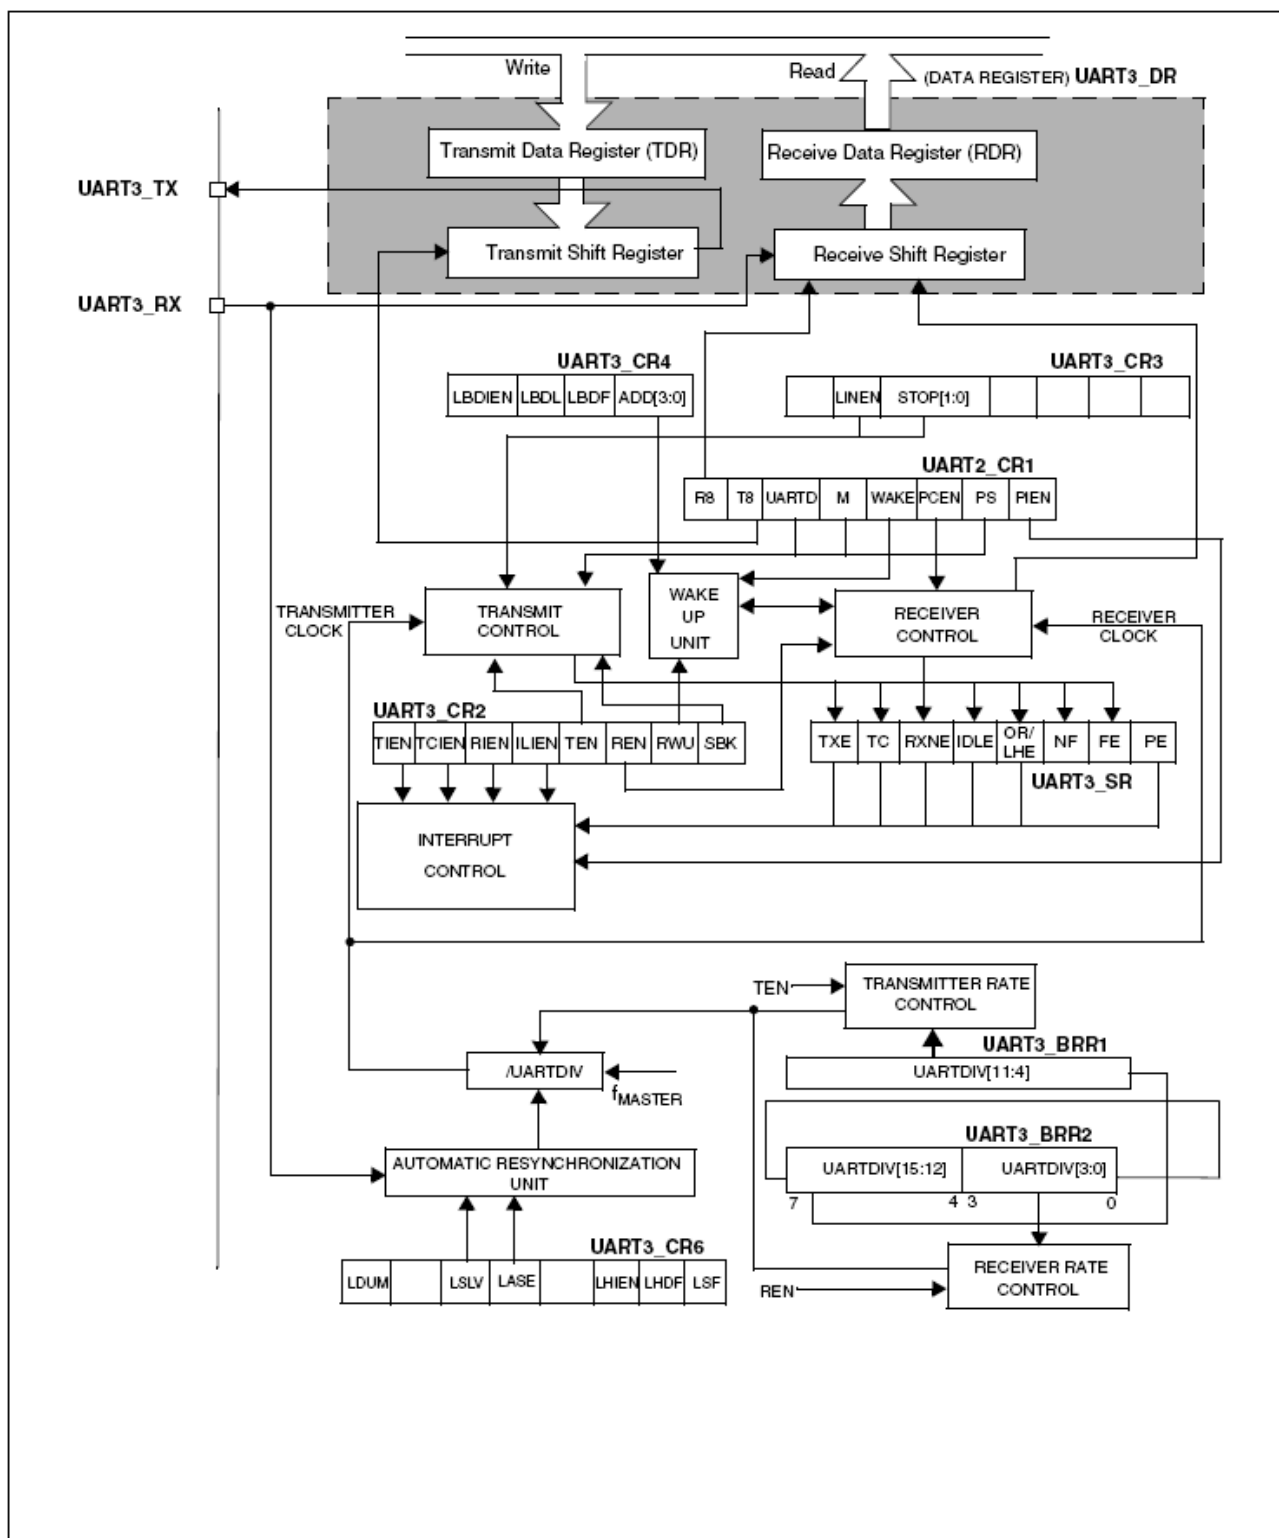 Write
Read
(DATA REGISTER) UART3_DR
Transmit Data Register (TDR)
Receive Data Register (RDR)
UART3_TX
Transmit Shift Register
Receive Shift Register
UART3_RX
UART3_CR4
UART3_CR3
LBDIEN LBDL LBDF ADD[3:0]
LINEN STOP[1:0]
UART2_CR1
R8 T8 UARTD M WAKE PCEN PS PIEN
TRANSMITTER
CLOCK
TRANSMIT
CONTROL
WAKE
UP
UNIT
RECEIVER
CONTROL
RECEIVER
CLOCK
UART3_CR2
TIEN TCIEN RIEN ILIEN TEN REN RWU SBK
TXE TC RXNE IDLE OR/ LHE NF FE PE
UART3_SR
INTERRUPT
CONTROL
TEN
TRANSMITTER RATE
CONTROL
UART3_BRR1
UARTDIV[11:4]
/UARTDIV
fMASTER
UART3_BRR2
UARTDIV[15:12] UARTDIV[3:0]
7 4 3 0
AUTOMATIC RESYNCHRONIZATION
UNIT
UART3_CR6
LDUM LSLV LASE LHIEN LHDF LSF
REN
RECEIVER RATE
CONTROL